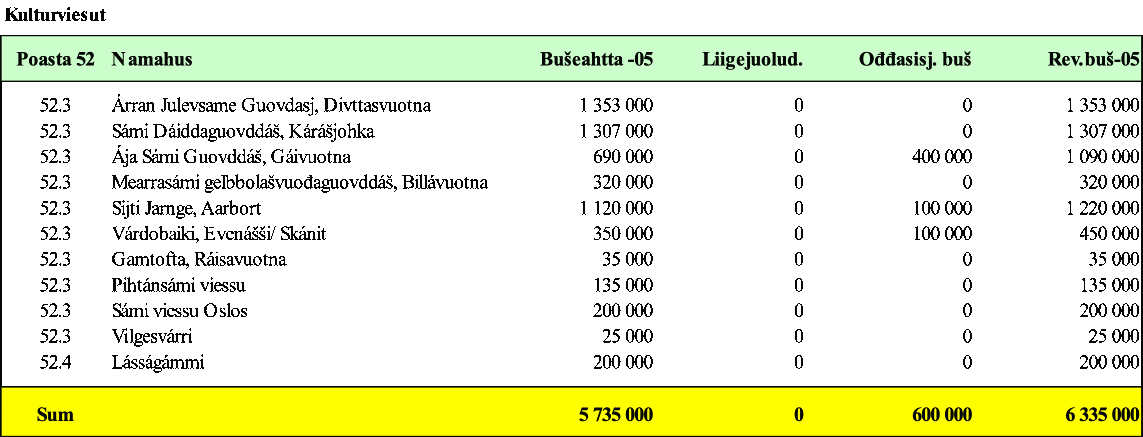 Kulturviesut
Poasta 52 Namahus Bušeahtta -05 Liigejuolud. Ođđasisj. buš Rev.buš-05
52.3 Árran Julevsame Guovdasj, Divttasvuotna 1 353 000 0 0 1 353 000
52.3 Sámi Dáiddaguovddáš, Kárášjohka 1 307 000 0 0 1 307 000
52.3 Ája Sámi Guovddáš, Gáivuotna 690 000 0 400 000 1 090 000
52.3 Mearrasámi gelbbolašvuođaguovddáš, Billávuotna 320 000 0 0 320 000
52.3 Sijti Jarnge, Aarbort 1 120 000 0 100 000 1 220 000
52.3 Várdobaiki, Evenášši/ Skánit 350 000 0 100 000 450 000
52.3 Gamtofta, Ráisavuotna 35 000 0 0 35 000
52.3 Pihtánsámi viessu 135 000 0 0 135 000
52.3 Sámi viessu Oslos 200 000 0 0 200 000
52.3 Vilgesvárri 25 000 0 0 25 000
52.4 Lásságámmi 200 000 0 0 200 000
Sum 5 735 000 0 600 000 6 335 000